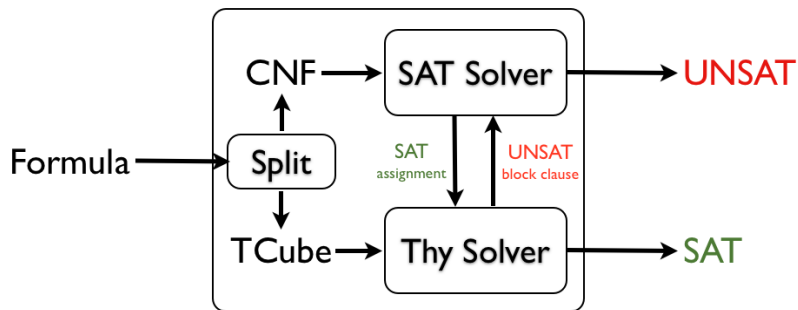 CNF
SAT Solver
UNSAT
Formula
Split
SAT
assignment
UNSAT
block clause
TCube
Thy Solver
SAT